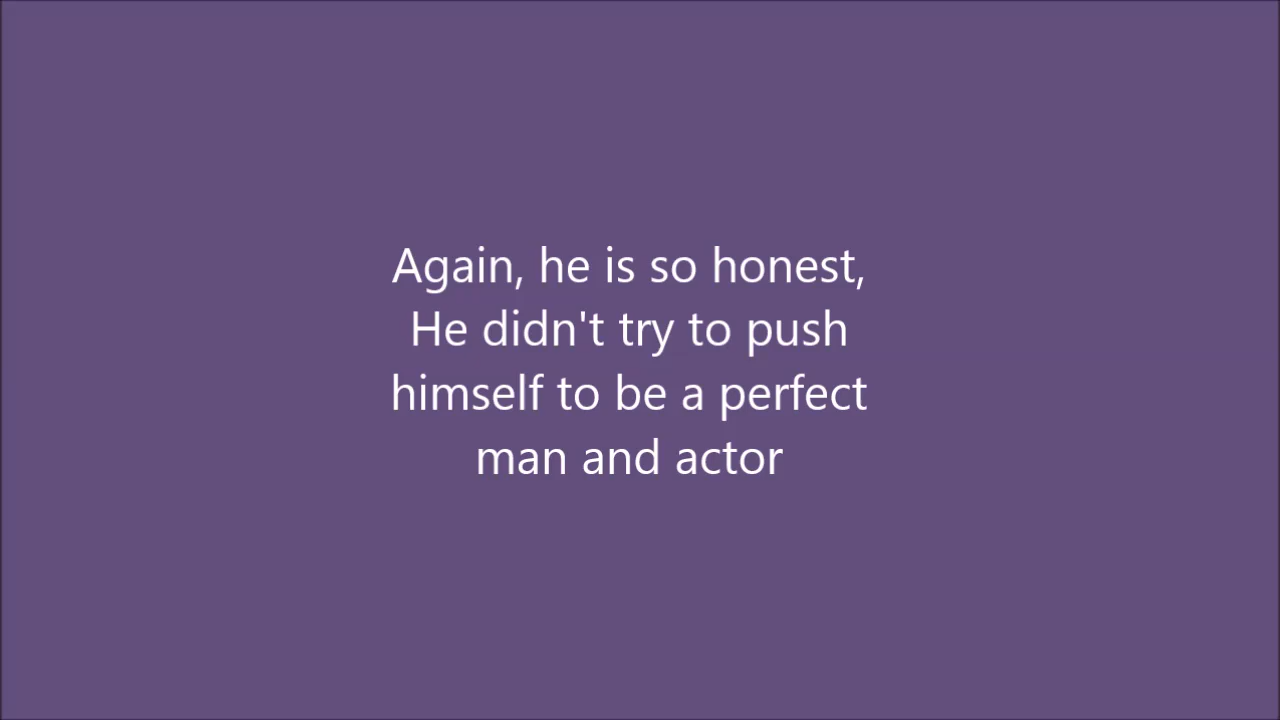 Again, he is so honest,
He didn't try to push
himself to be a perfect
man and actor